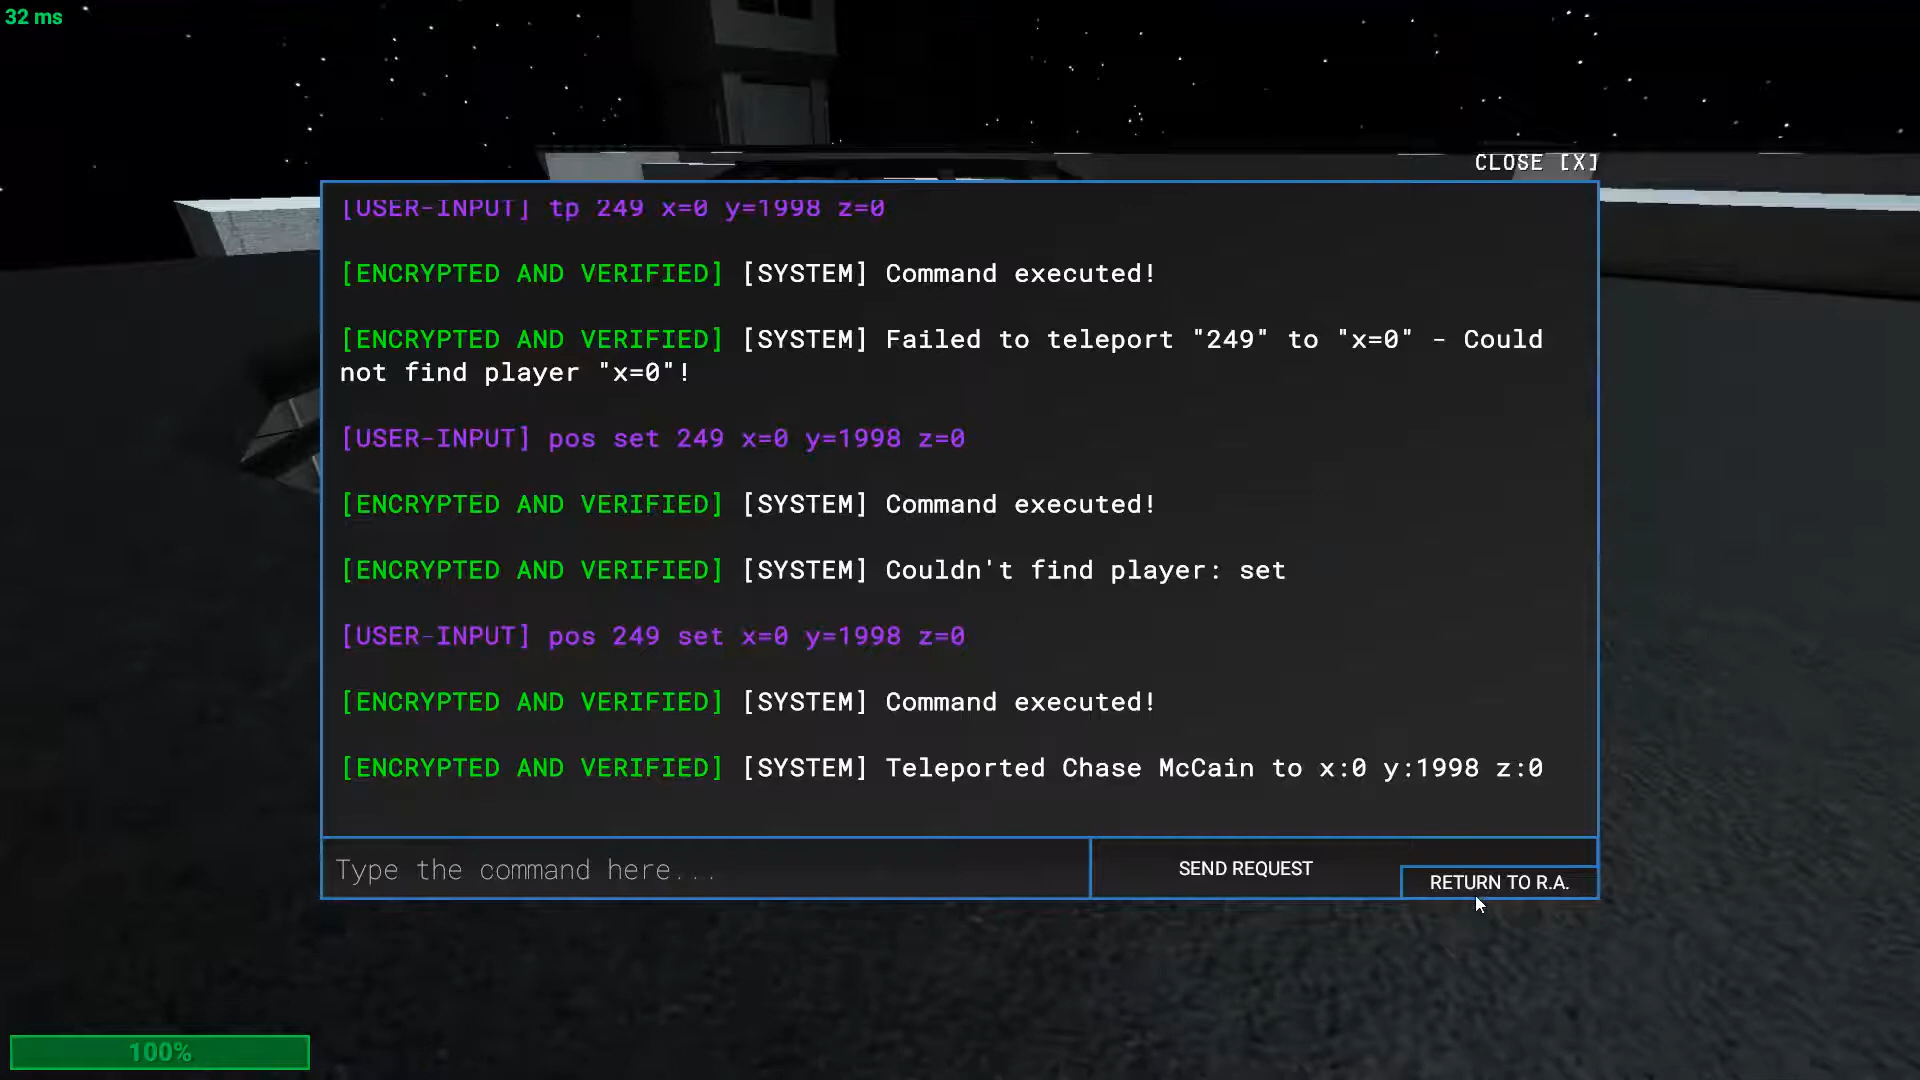 32 ms
CLOSE [X]
[USER-INPUT] tp 249 x=0 y=1998 z=0
[ENCRYPTED AND VERIFIED] [SYSTEM] Command executed!
[ENCRYPTED AND VERIFIED] [SYSTEM] Failed to teleport "249" to "x=0" - Could
not find player "x=0"!
[USER-INPUT] pos set 249 x=0 y=1998 z=0
[ENCRYPTED AND VERIFIED] [SYSTEM] Command executed!
[ENCRYPTED AND VERIFIED] [SYSTEM] Couldn't find player: set
[USER-INPUT] pos 249 set x=0 y=1998 z=0
[ENCRYPTED AND VERIFIED] [SYSTEM] Command executed!
[ENCRYPTED AND VERIFIED] [SYSTEM] Teleported Chase McCain to x:0 y:1998 z:0
Type the command here...
SEND REQUEST
RETURN TO R.A.
100%